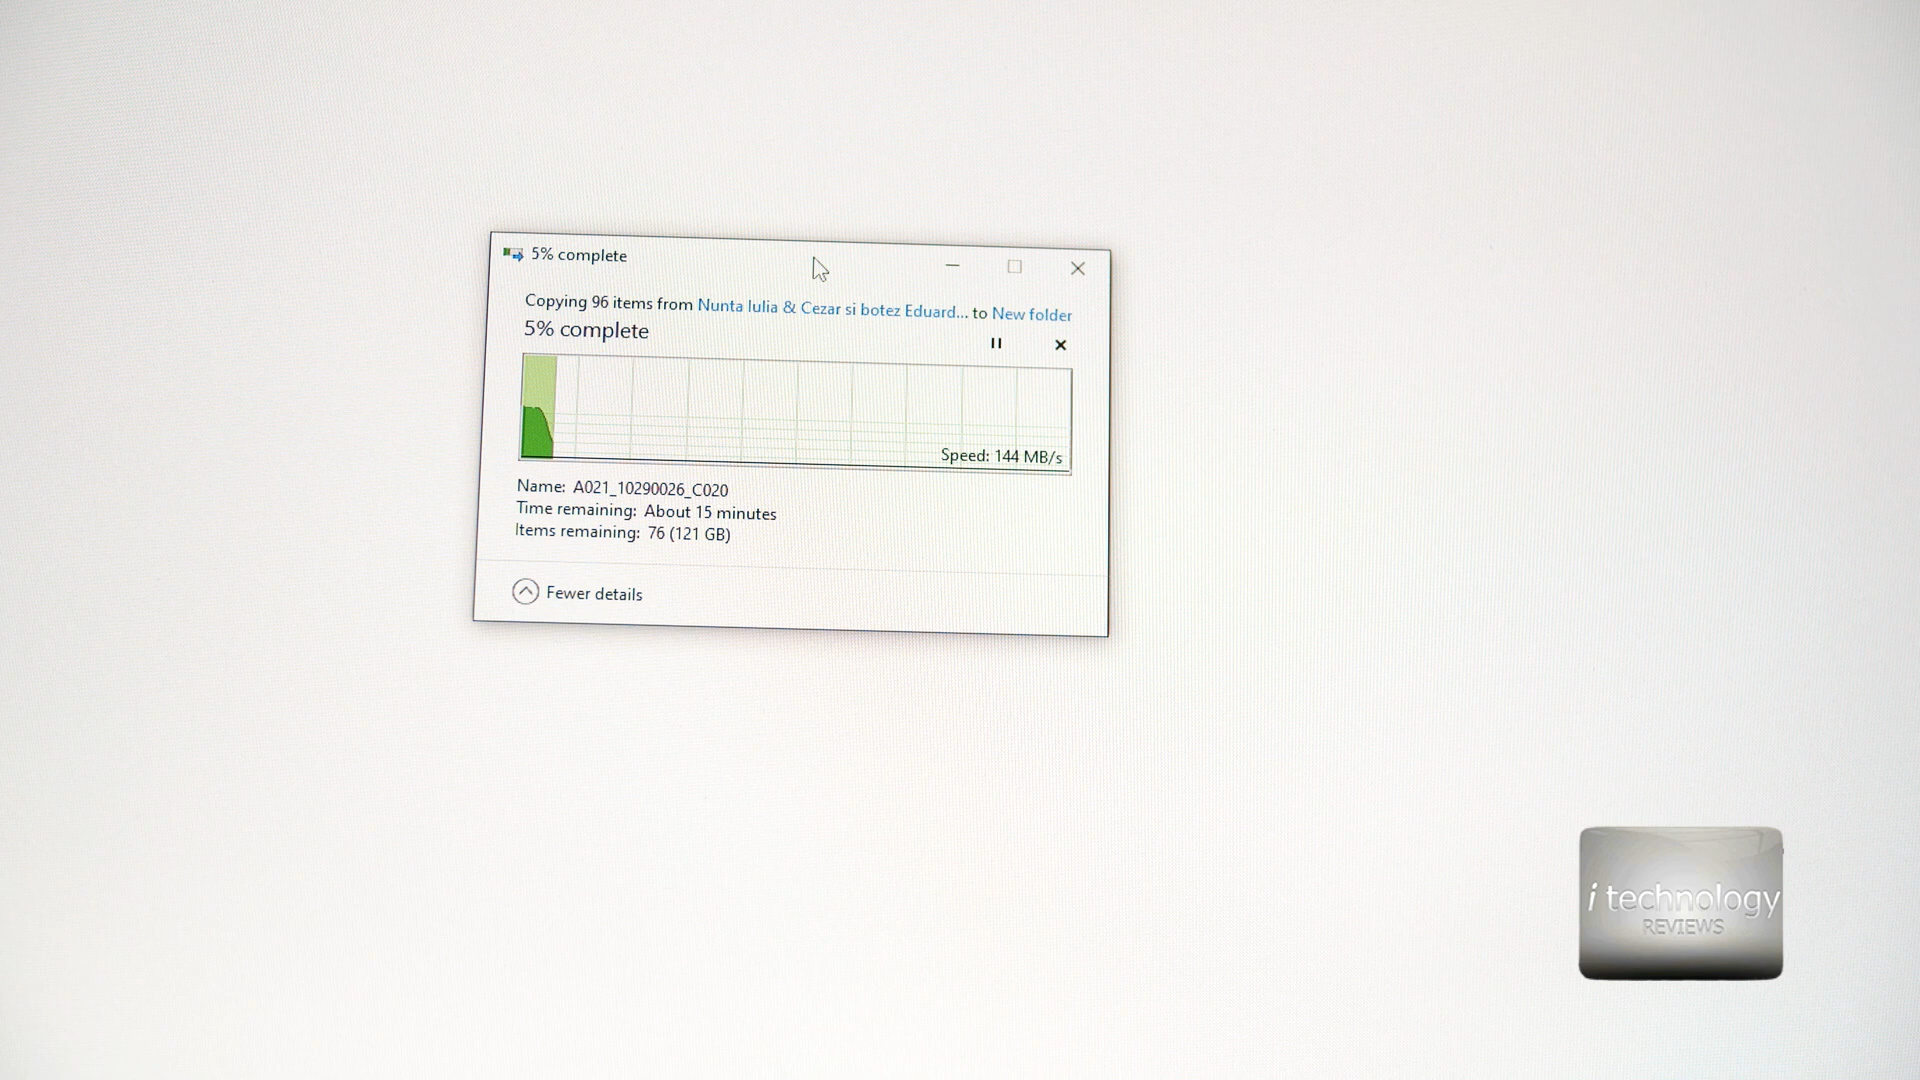 5% complete
Copying 96 items from Nunta Iulia & Cezar si botez Eduard... to New folder
5% complete
Speed: 144 MB/s
Name: A021_10290026_C020
Time remaining: About 15 minutes
Items remaining: 76 (121 GB)
Fewer details
i technology
REVIEWS